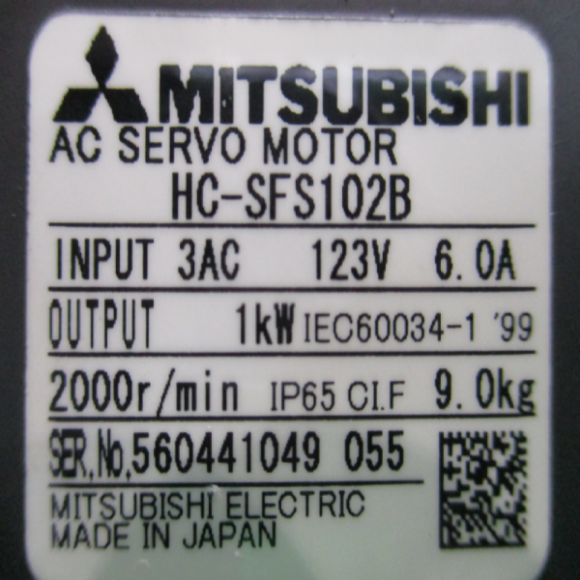 MITSUBISHI
AC SERVO MOTOR
HC-SFS102B
INPUT 3AC 123V 6.0A
OUTPUT 1kW IEC60034-1 '99
2000r/min IP65 CI.F 9.0kg
SER.No.560441049 055
MITSUBISHI ELECTRIC
MADE IN JAPAN